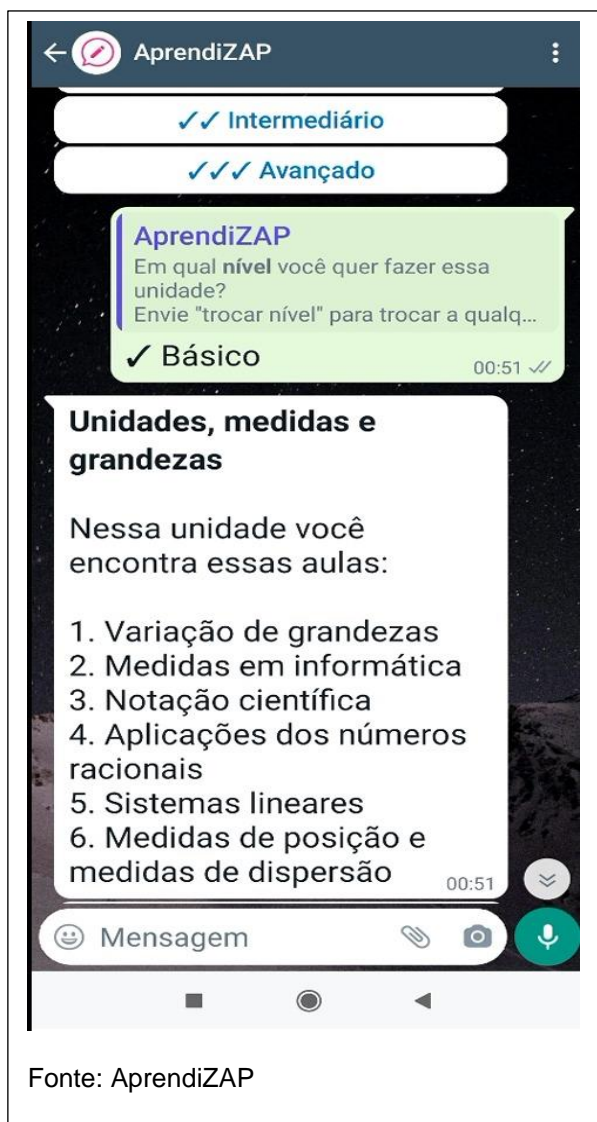 AprendiZAP
✓✓ Intermediário
✓✓✓ Avançado
AprendiZAP
Em qual nível você quer fazer essa
unidade?
Envie "trocar nível" para trocar a qualq...
✓ Básico
00:51
Unidades, medidas e
grandezas
Nessa unidade você
encontra essas aulas:
1. Variação de grandezas
2. Medidas em informática
3. Notação científica
4. Aplicações dos números
racionais
5. Sistemas lineares
6. Medidas de posição e
medidas de dispersão
00:51
Mensagem
Fonte: AprendiZAP